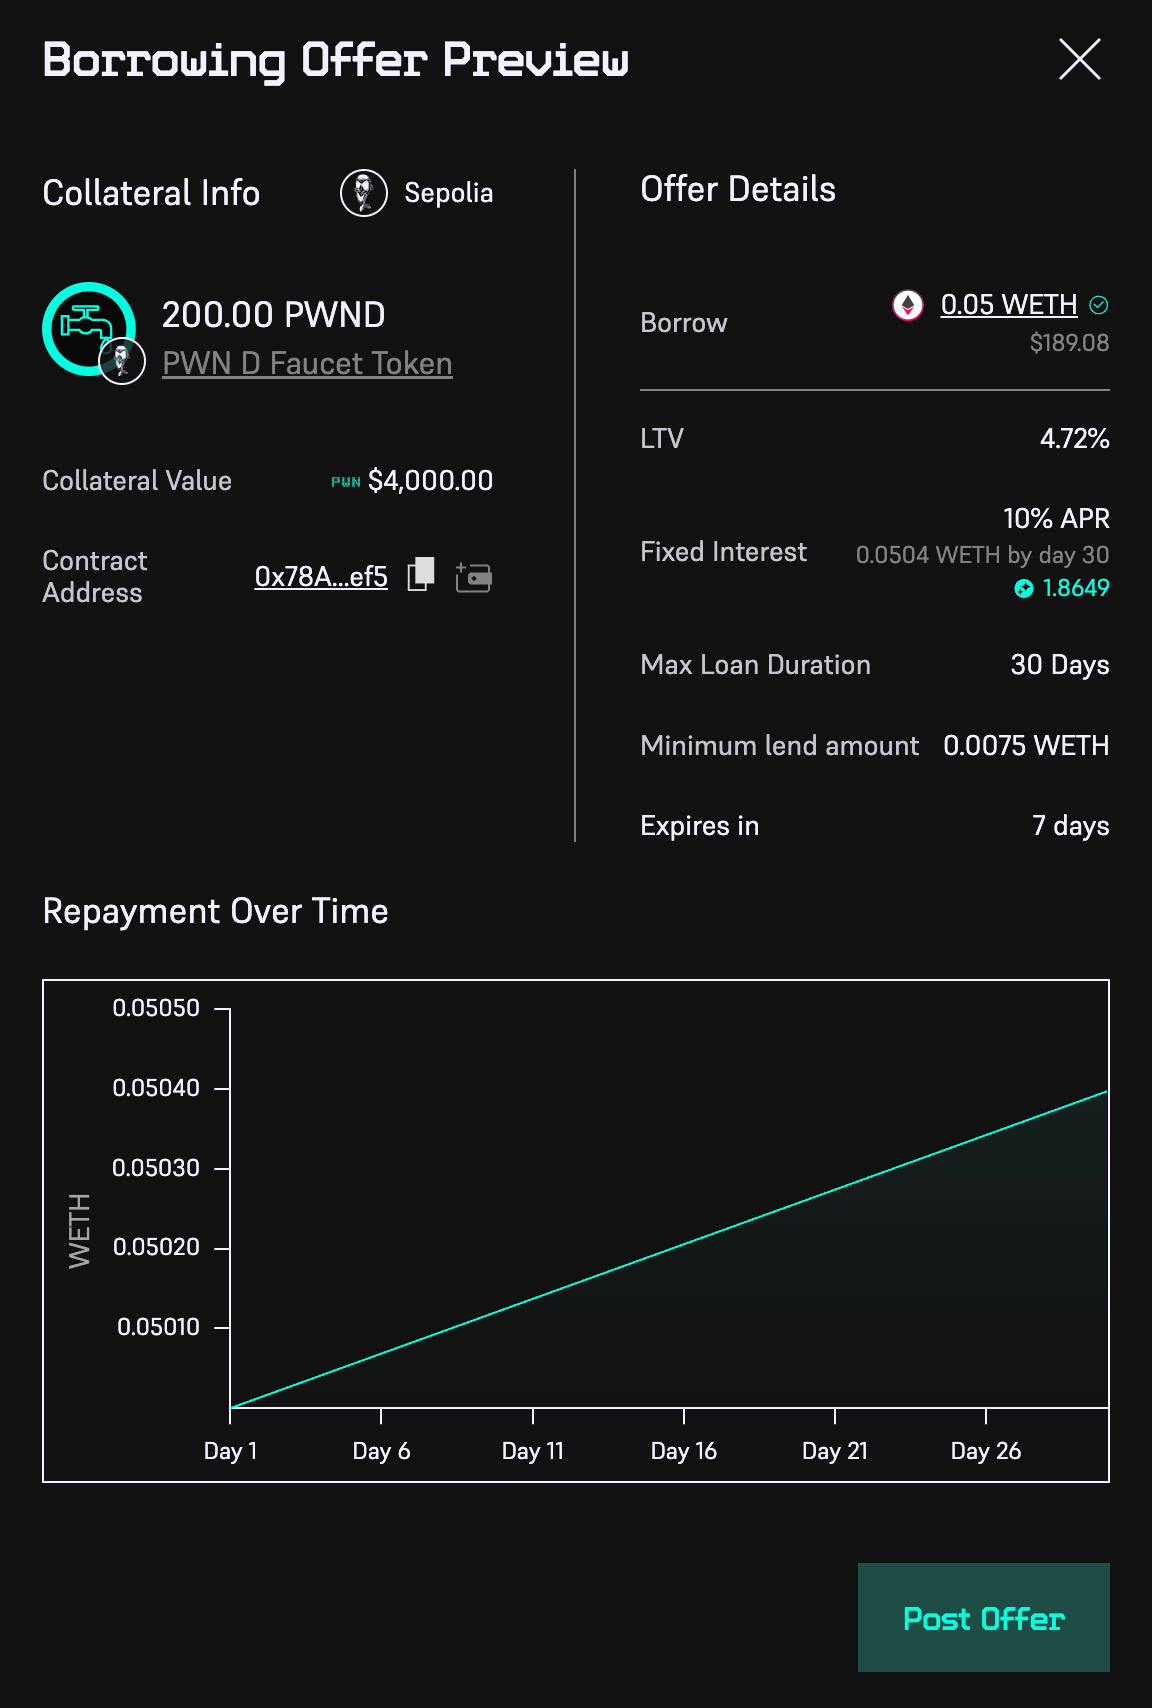 Borrowing Offer Preview
Collateral Info
Sepolia
200.00 PWND
PWN D Faucet Token
Collateral Value
PWN $4,000.00
Contract
Address
0x78A...ef5
Offer Details
Borrow
0.05 WETH
$189.08
LTV
4.72%
Fixed Interest
10% APR
0.0504 WETH by day 30
1.8649
Max Loan Duration
30 Days
Minimum lend amount
0.0075 WETH
Expires in
7 days
Repayment Over Time
WETH
0.05050
0.05040
0.05030
0.05020
0.05010
Day 1
Day 6
Day 11
Day 16
Day 21
Day 26
Post Offer